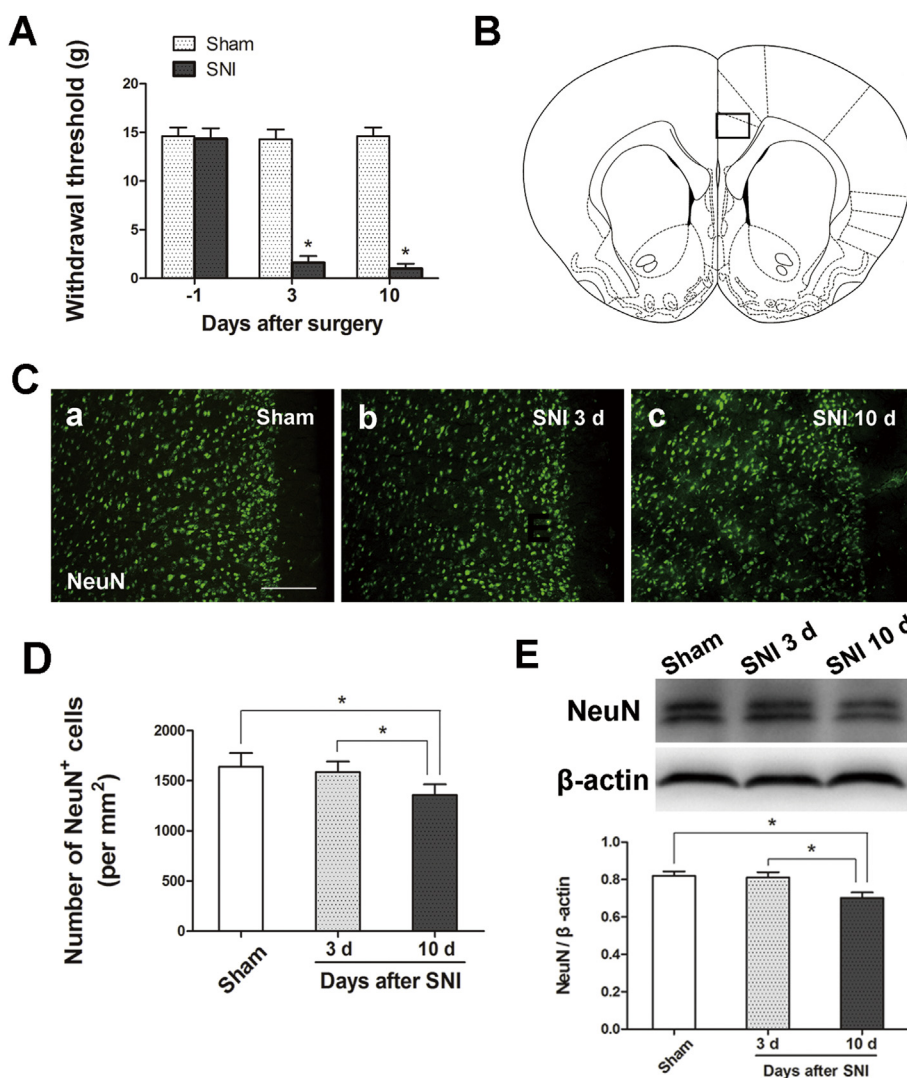 A
Sham
SNI
Withdrawal threshold (g)
20
15
10
5
0
*
*
-1
3
10
Days after surgery
B
C
a
Sham
NeuN
b
SNI 3 d
E
c
SNI 10 d
D
Number of NeuN+ cells
(per mm2)
2000
1500
1000
500
0
*
*
Sham
3 d
10 d
Days after SNI
E
Sham
SNI 3 d
SNI 10 d
NeuN
β-actin
NeuN / β -actin
1.0
0.8
0.6
0.4
0.2
0.0
*
*
Sham
3 d
10 d
Days after SNI